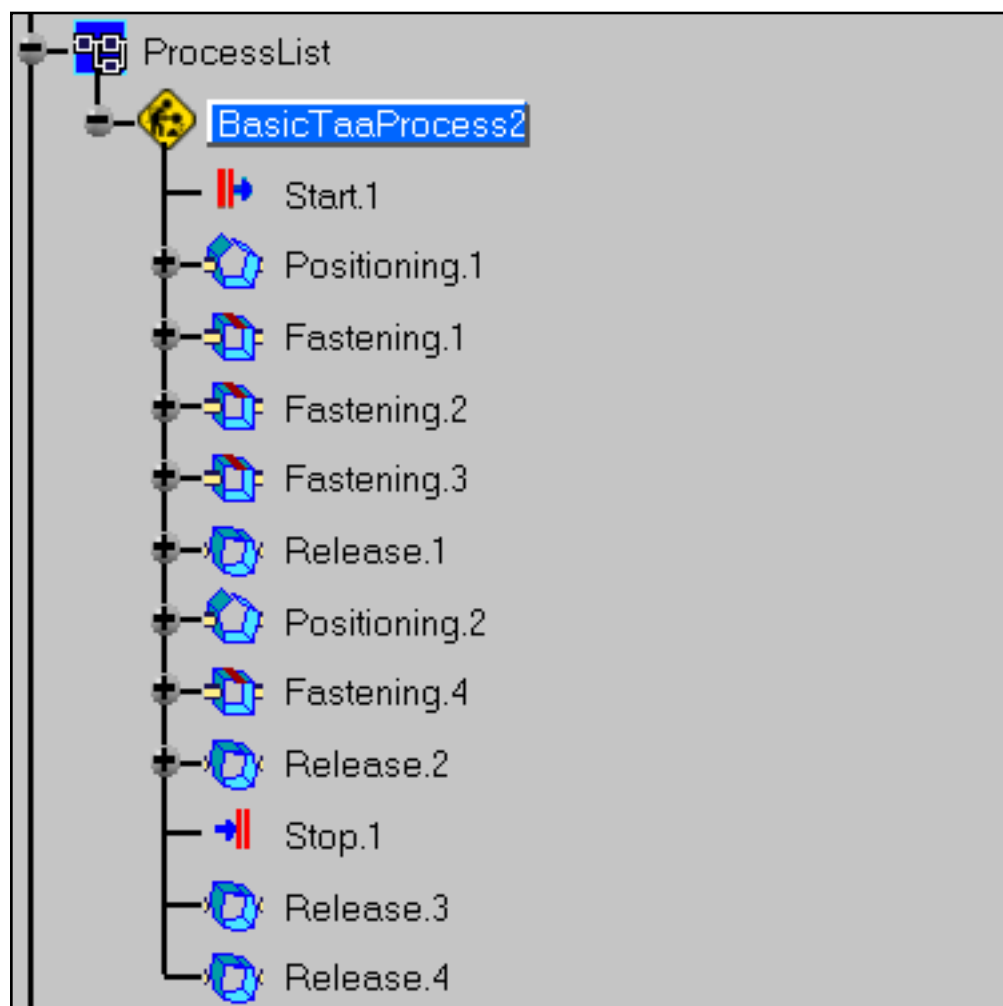 ProcessList
BasicTaaProcess2
Start.1
Positioning.1
Fastening.1
Fastening.2
Fastening.3
Release.1
Positioning.2
Fastening.4
Release.2
Stop.1
Release.3
Release.4